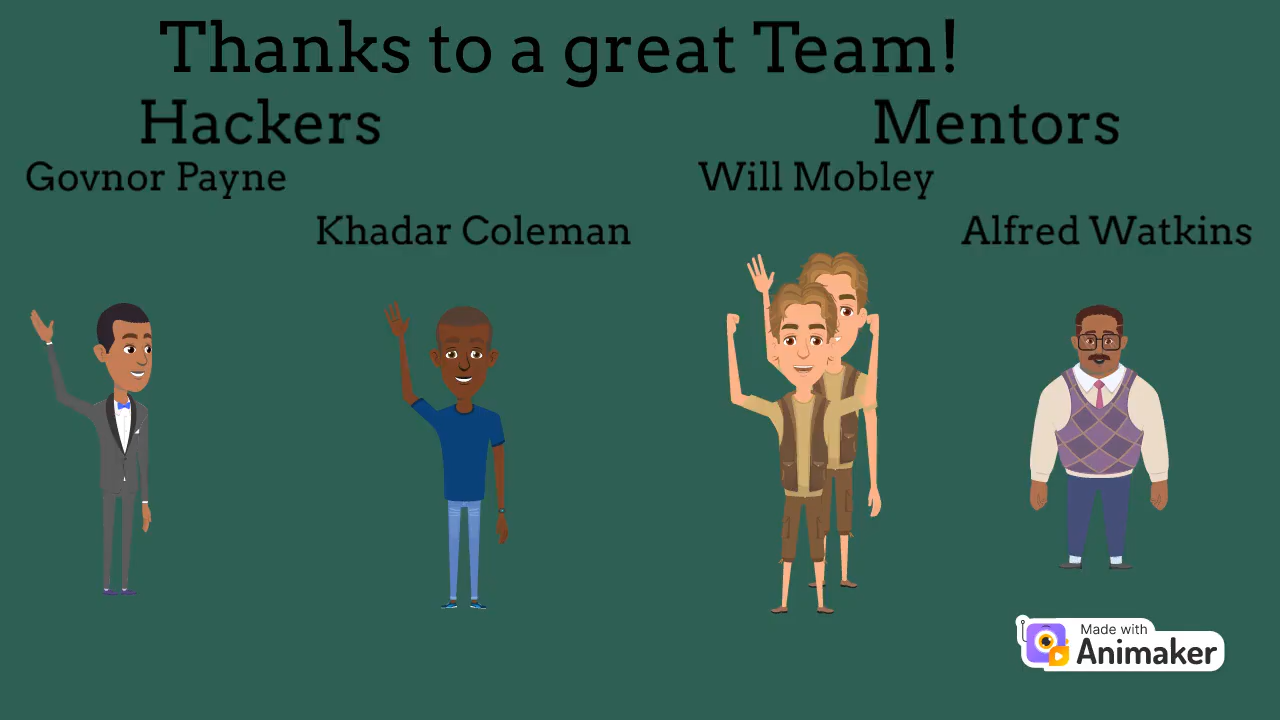 Thanks to a great Team!
Hackers
Mentors
Govnor Payne
Will Mobley
Khadar Coleman
Alfred Watkins
Made with
Animaker